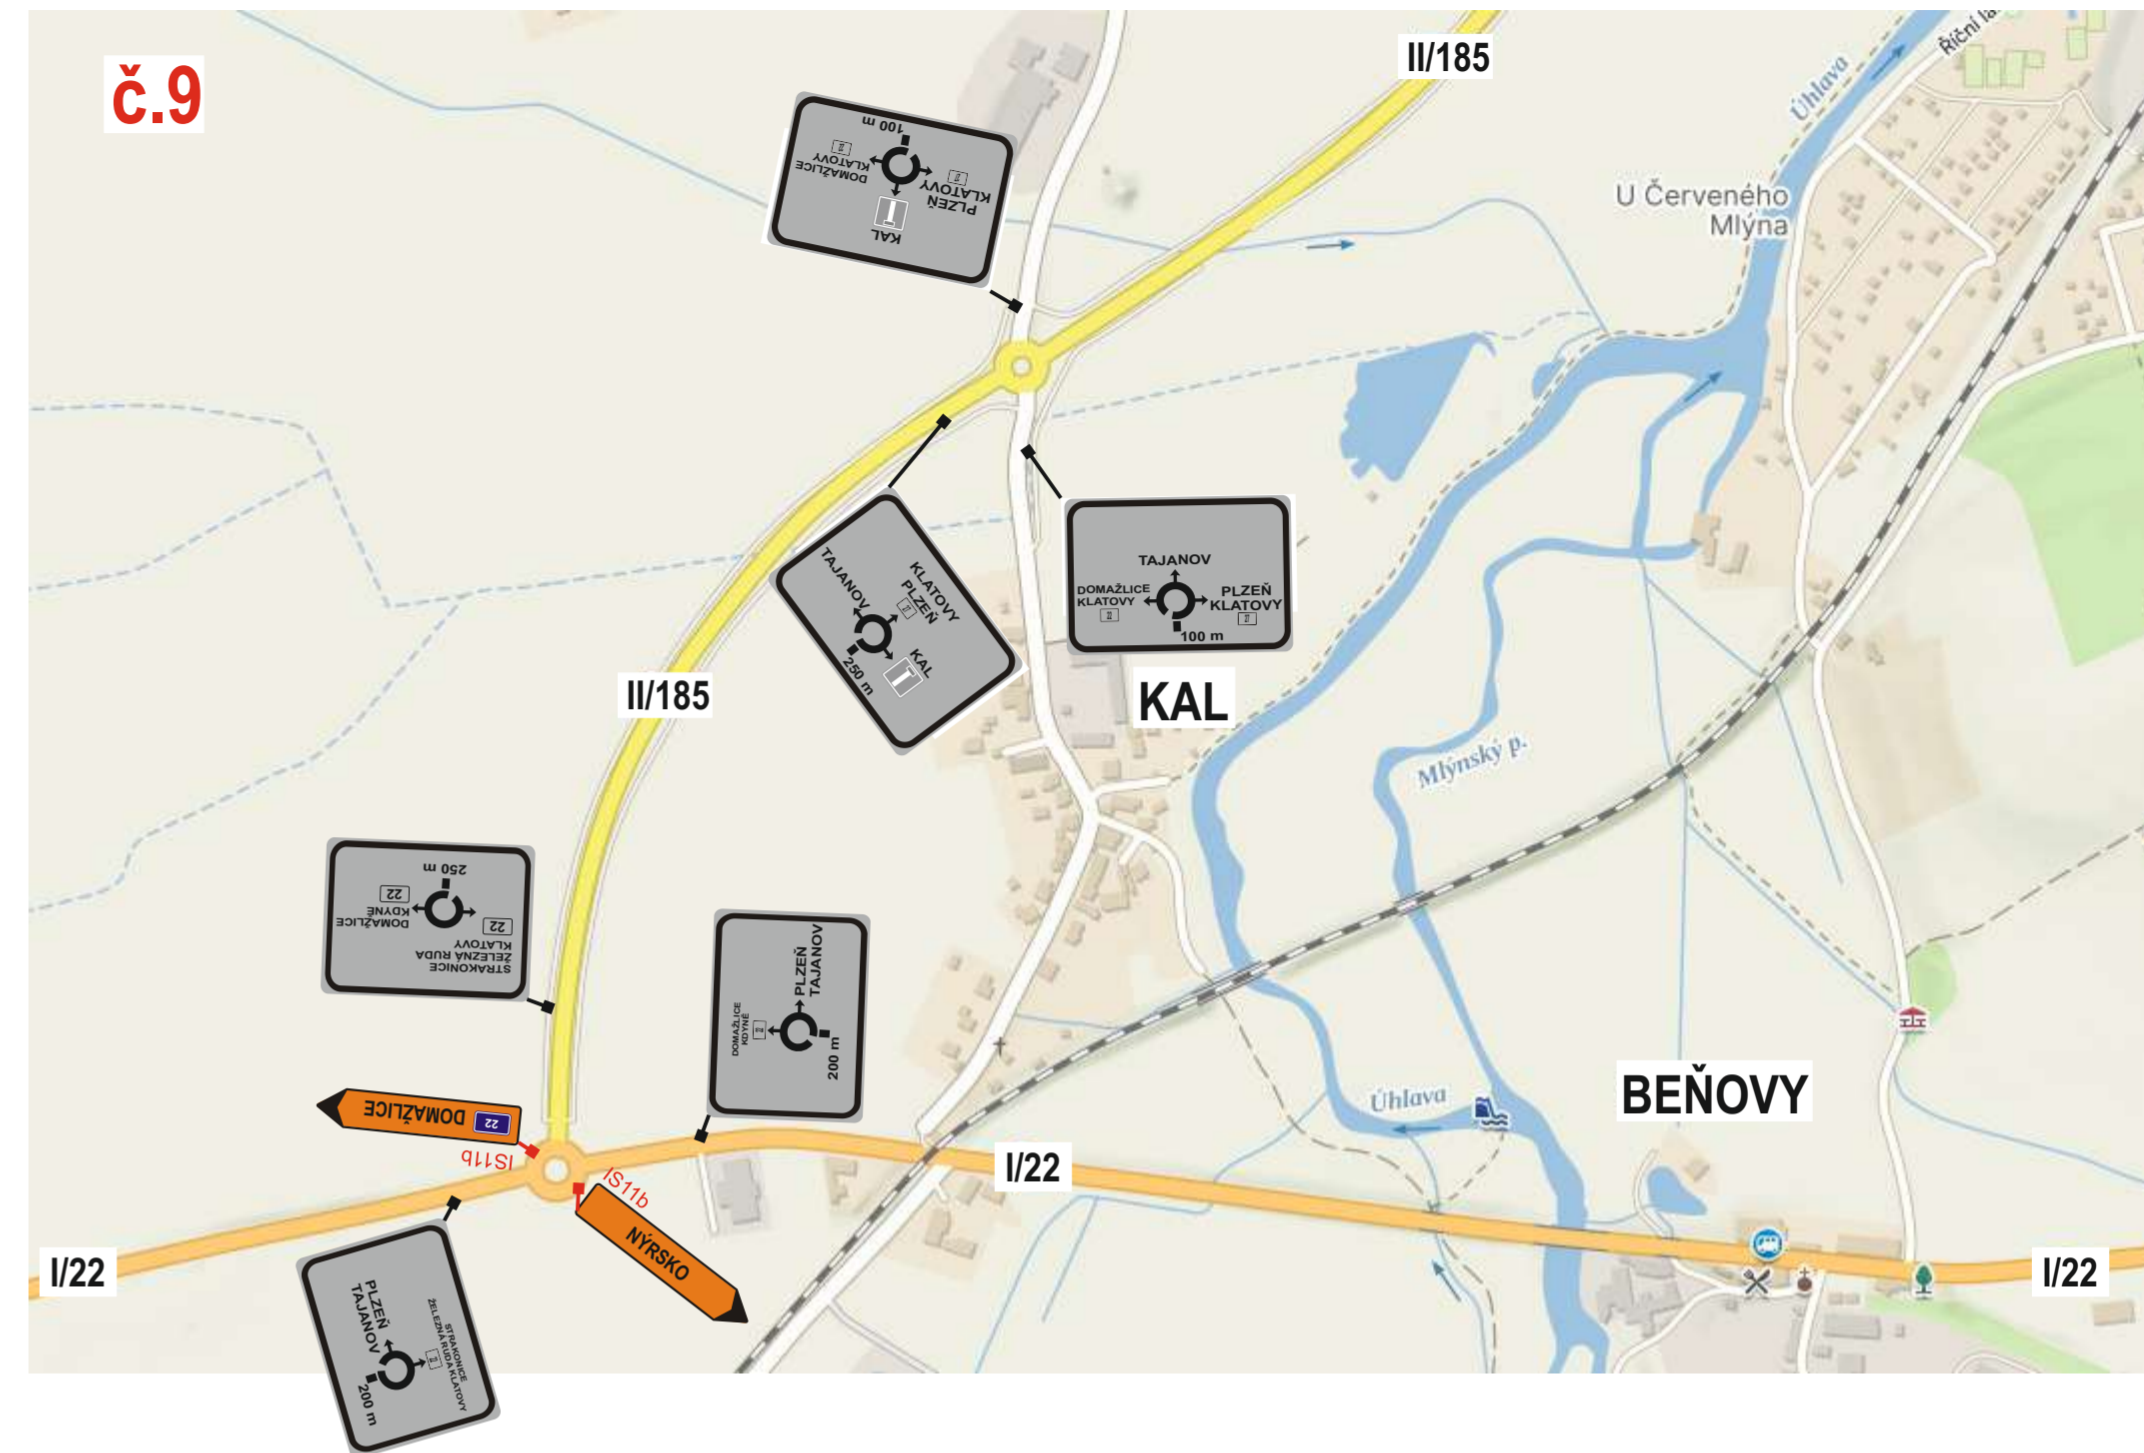 č.9
II/185
Říční la
Úhlava
U Červeného
Mlýna
100 m
DOMAŽLICE
KLATOVY
PLZEŇ
KLATOVY
KAL
TAJANOV
KLATOVY
PLZEŇ
KAL
250 m
TAJANOV
DOMAŽLICE
KLATOVY
PLZEŇ
KLATOVY
100 m
II/185
KAL
Mlýnský p.
250 m
22
KDYNĚ
DOMAŽLICE
22
KLATOVY
ŽELEZNÁ RUDA
STRAKONICE
PLZEŇ
TAJANOV
DOMAŽLICE
KDYNĚ
200 m
DOMAŽLICE 22
IS11b
IS11b
NÝRSKO
I/22
Úhlava
BEŇOVY
I/22
I/22
PLZEŇ
TAJANOV
STRAKONICE
ŽELEZNÁ RUDA KLATOVY
200 m